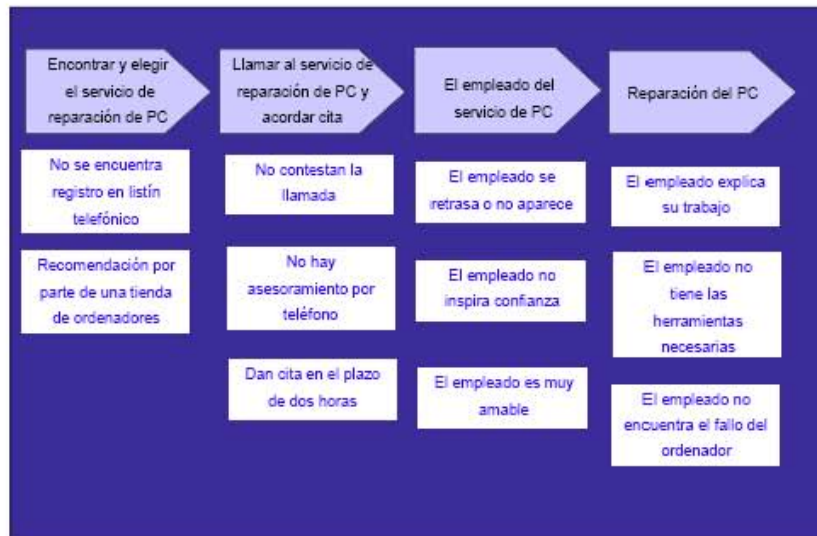 Encontrar y elegir
el servicio de
reparación de PC
Llamar al servicio de
reparación de PC y
acordar cita
El empleado del
servicio de PC
Reparación del PC
No se encuentra
registro en listín
telefónico
Recomendación por
parte de una tienda
de ordenadores
No contestan la
llamada
No hay
asesoramiento por
teléfono
Dan cita en el plazo
de dos horas
El empleado se
retrasa o no aparece
El empleado no
inspira confianza
El empleado es muy
amable
El empleado explica
su trabajo
El empleado no
tiene las
herramientas
necesarias
El empleado no
encuentra el fallo del
ordenador